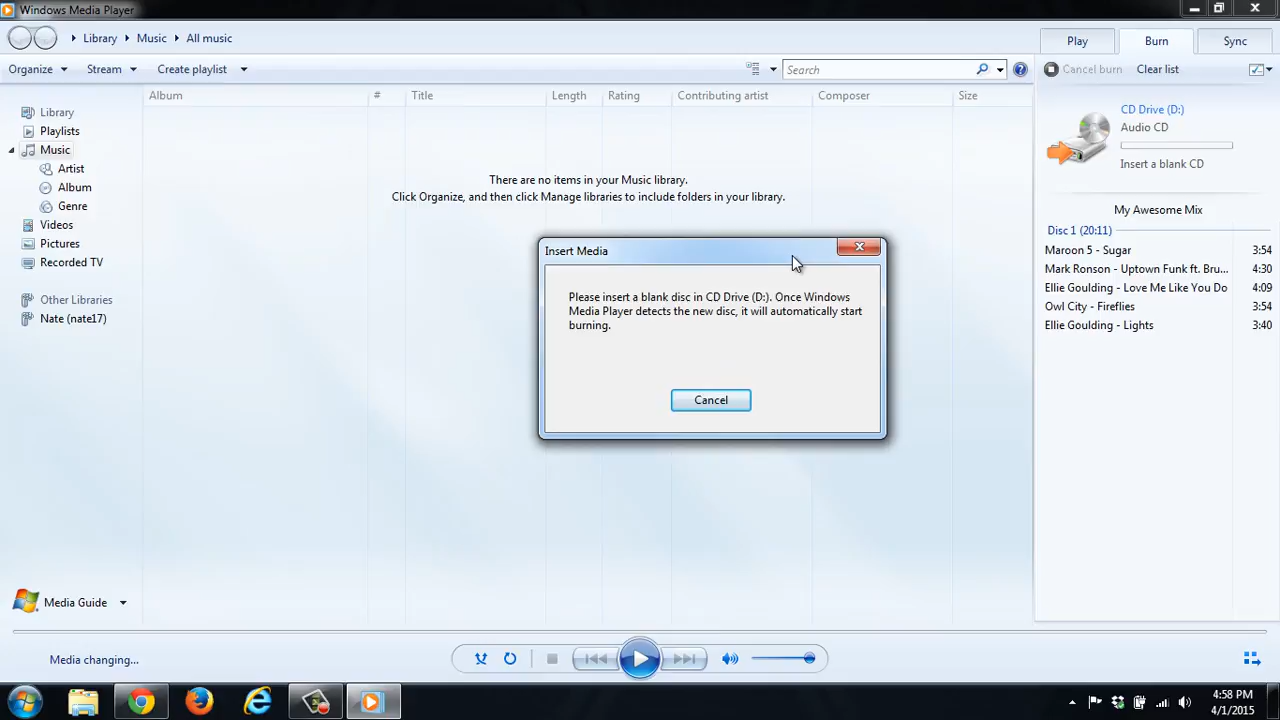 Windows Media Player
Library Music All music
Play Burn Sync
Organize Stream Create playlist
Search
Cancel burn Clear list
Album # Title Length Rating Contributing artist Composer Size
Library
Playlists
Music
Artist
Album
Genre
Videos
Pictures
Recorded TV
Other Libraries
Nate (nate17)
There are no items in your Music library.
Click Organize, and then click Manage libraries to include folders in your library.
Insert Media
Please insert a blank disc in CD Drive (D:). Once Windows
Media Player detects the new disc, it will automatically start
burning.
Cancel
CD Drive (D:)
Audio CD
Insert a blank CD
My Awesome Mix
Disc 1 (20:11)
Maroon 5 - Sugar 3:54
Mark Ronson - Uptown Funk ft. Bru... 4:30
Ellie Goulding - Love Me Like You Do 4:09
Owl City - Fireflies 3:54
Ellie Goulding - Lights 3:40
Media Guide
Media changing...
4:58 PM
4/1/2015